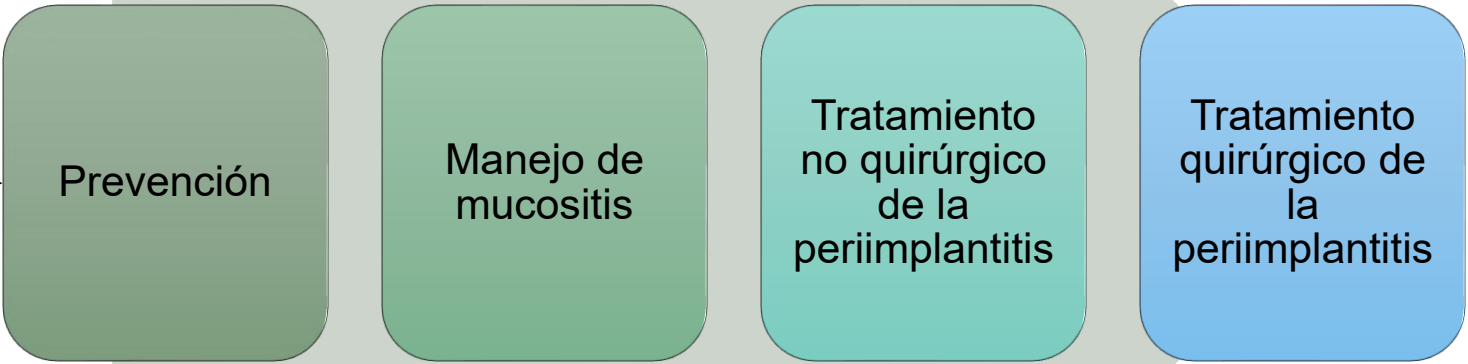 Prevención
Manejo de
mucositis
Tratamiento
no quirúrgico
de la
periimplantitis
Tratamiento
quirúrgico de
la
periimplantitis